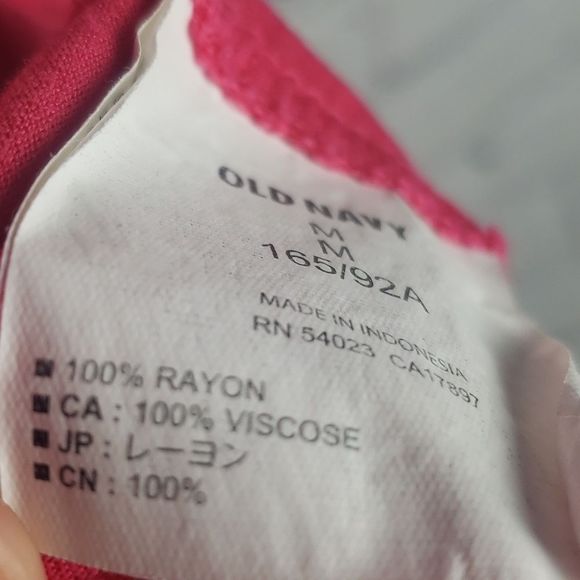 OLD NAVY
M
M
165/92A
MADE IN INDONESIA
RN 54023 CA17897
100% RAYON
CA : 100% VISCOSE
JP : レーヨン
CN : 100%